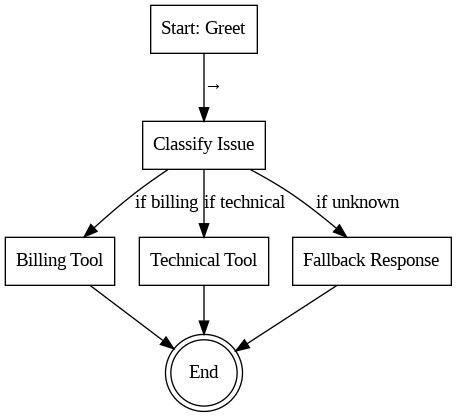 Start: Greet
→
Classify Issue
if billing
if technical
if unknown
Billing Tool
Technical Tool
Fallback Response
End